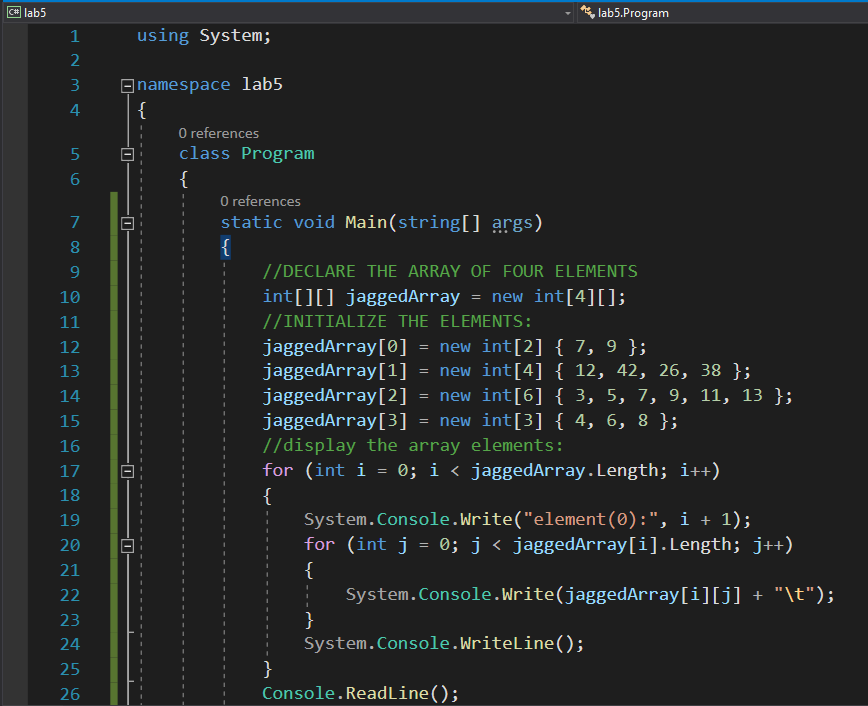 C# lab5 lab5.Program
1 using System;
2
3 namespace lab5
4 {
0 references
5 class Program
6 {
0 references
7 static void Main(string[] args)
8 {
9 //DECLARE THE ARRAY OF FOUR ELEMENTS
10 int[][] jaggedArray = new int[4][];
11 //INITIALIZE THE ELEMENTS:
12 jaggedArray[0] = new int[2] { 7, 9 };
13 jaggedArray[1] = new int[4] { 12, 42, 26, 38 };
14 jaggedArray[2] = new int[6] { 3, 5, 7, 9, 11, 13 };
15 jaggedArray[3] = new int[3] { 4, 6, 8 };
16 //display the array elements:
17 for (int i = 0; i < jaggedArray.Length; i++)
18 {
19 System.Console.Write("element(0):", i + 1);
20 for (int j = 0; j < jaggedArray[i].Length; j++)
21 {
22 System.Console.Write(jaggedArray[i][j] + "\t");
23 }
24 System.Console.WriteLine();
25 }
26 Console.ReadLine();